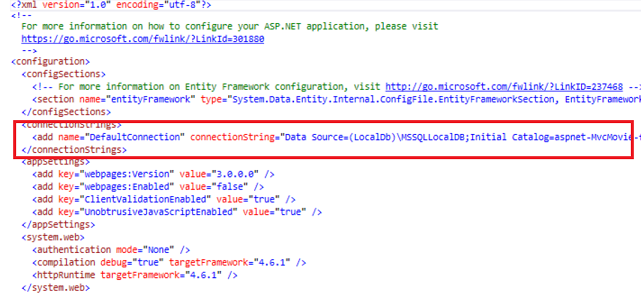 <?xml version="1.0" encoding="utf-8"?>
<!--
For more information on how to configure your ASP.NET application, please visit
https://go.microsoft.com/fwlink/?LinkId=301880
-->
<configuration>
<configSections>
<!-- For more information on Entity Framework configuration, visit http://go.microsoft.com/fwlink/?LinkID=237468 --
<section name="entityFramework" type="System.Data.Entity.Internal.ConfigFile.EntityFrameworkSection, EntityFramewor
</configSections>
<connectionStrings>
<add name="DefaultConnection" connectionString="Data Source=(LocalDb)\MSSQLLocalDB;Initial Catalog=aspnet-MvcMovie-
</connectionStrings>
<appSettings>
<add key="webpages:Version" value="3.0.0.0" />
<add key="webpages:Enabled" value="false" />
<add key="ClientValidationEnabled" value="true" />
<add key="UnobtrusiveJavaScriptEnabled" value="true" />
</appSettings>
<system.web>
<authentication mode="None" />
<compilation debug="true" targetFramework="4.6.1" />
<httpRuntime targetFramework="4.6.1" />
</system.web>